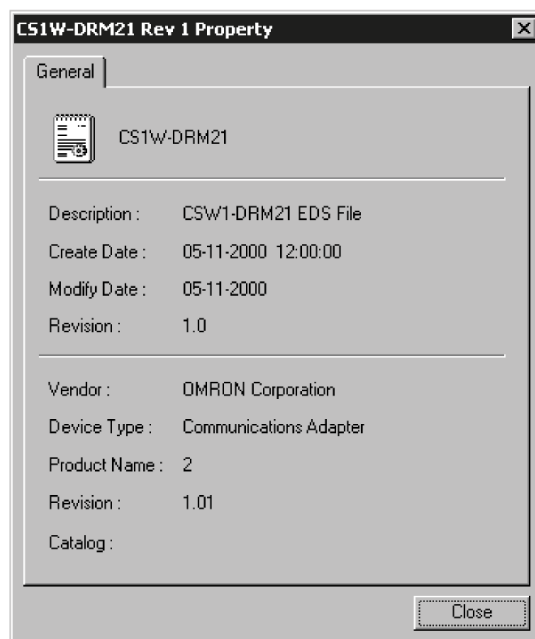 CS1W-DRM21 Rev 1 Property
General
CS1W-DRM21
Description : CSW1-DRM21 EDS File
Create Date : 05-11-2000 12:00:00
Modify Date : 05-11-2000
Revision : 1.0
Vendor : OMRON Corporation
Device Type : Communications Adapter
Product Name : 2
Revision : 1.01
Catalog :
Close